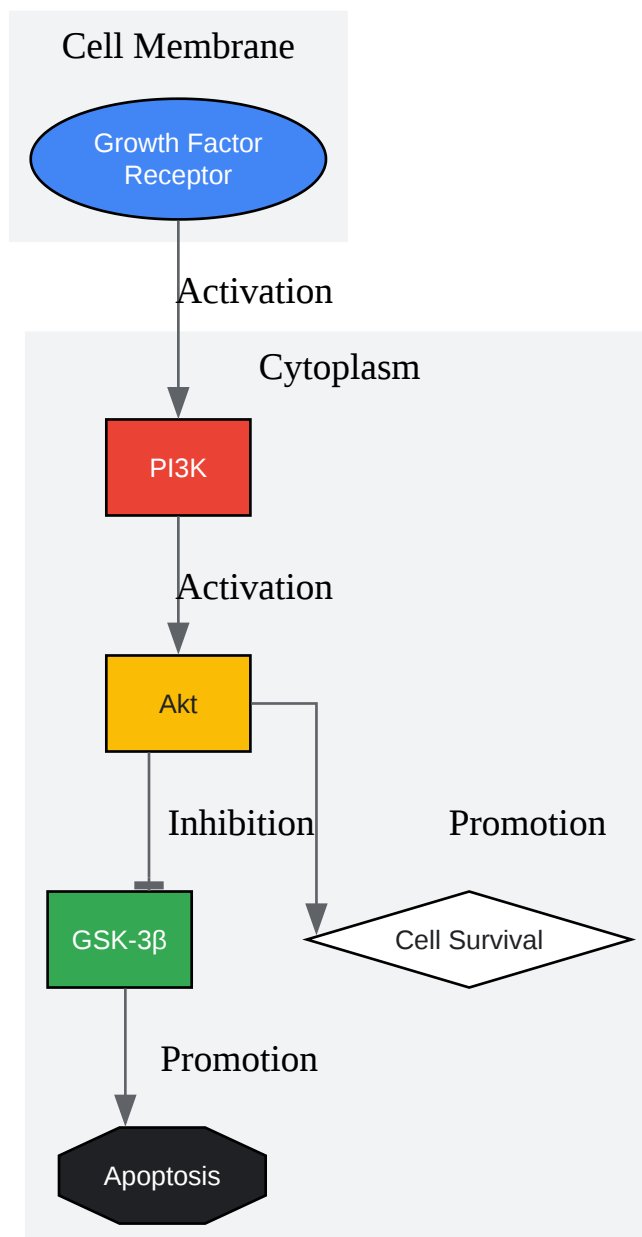 Cell Membrane
Growth Factor
Receptor
Activation
Cytoplasm
PI3K
Activation
Akt
Inhibition
Promotion
GSK-3β
Cell Survival
Promotion
Apoptosis